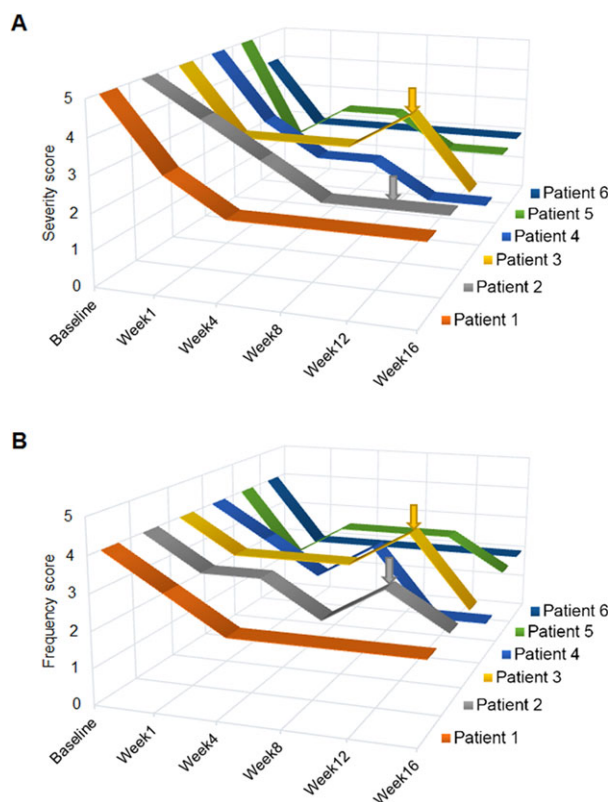 A
5
4
3
2
1
0
Severity score
Baseline
Week1
Week4
Week8
Week12
Week16
Patient 6
Patient 5
Patient 4
Patient 3
Patient 2
Patient 1
B
5
4
3
2
1
0
Frequency score
Baseline
Week1
Week4
Week8
Week12
Week16
Patient 6
Patient 5
Patient 4
Patient 3
Patient 2
Patient 1